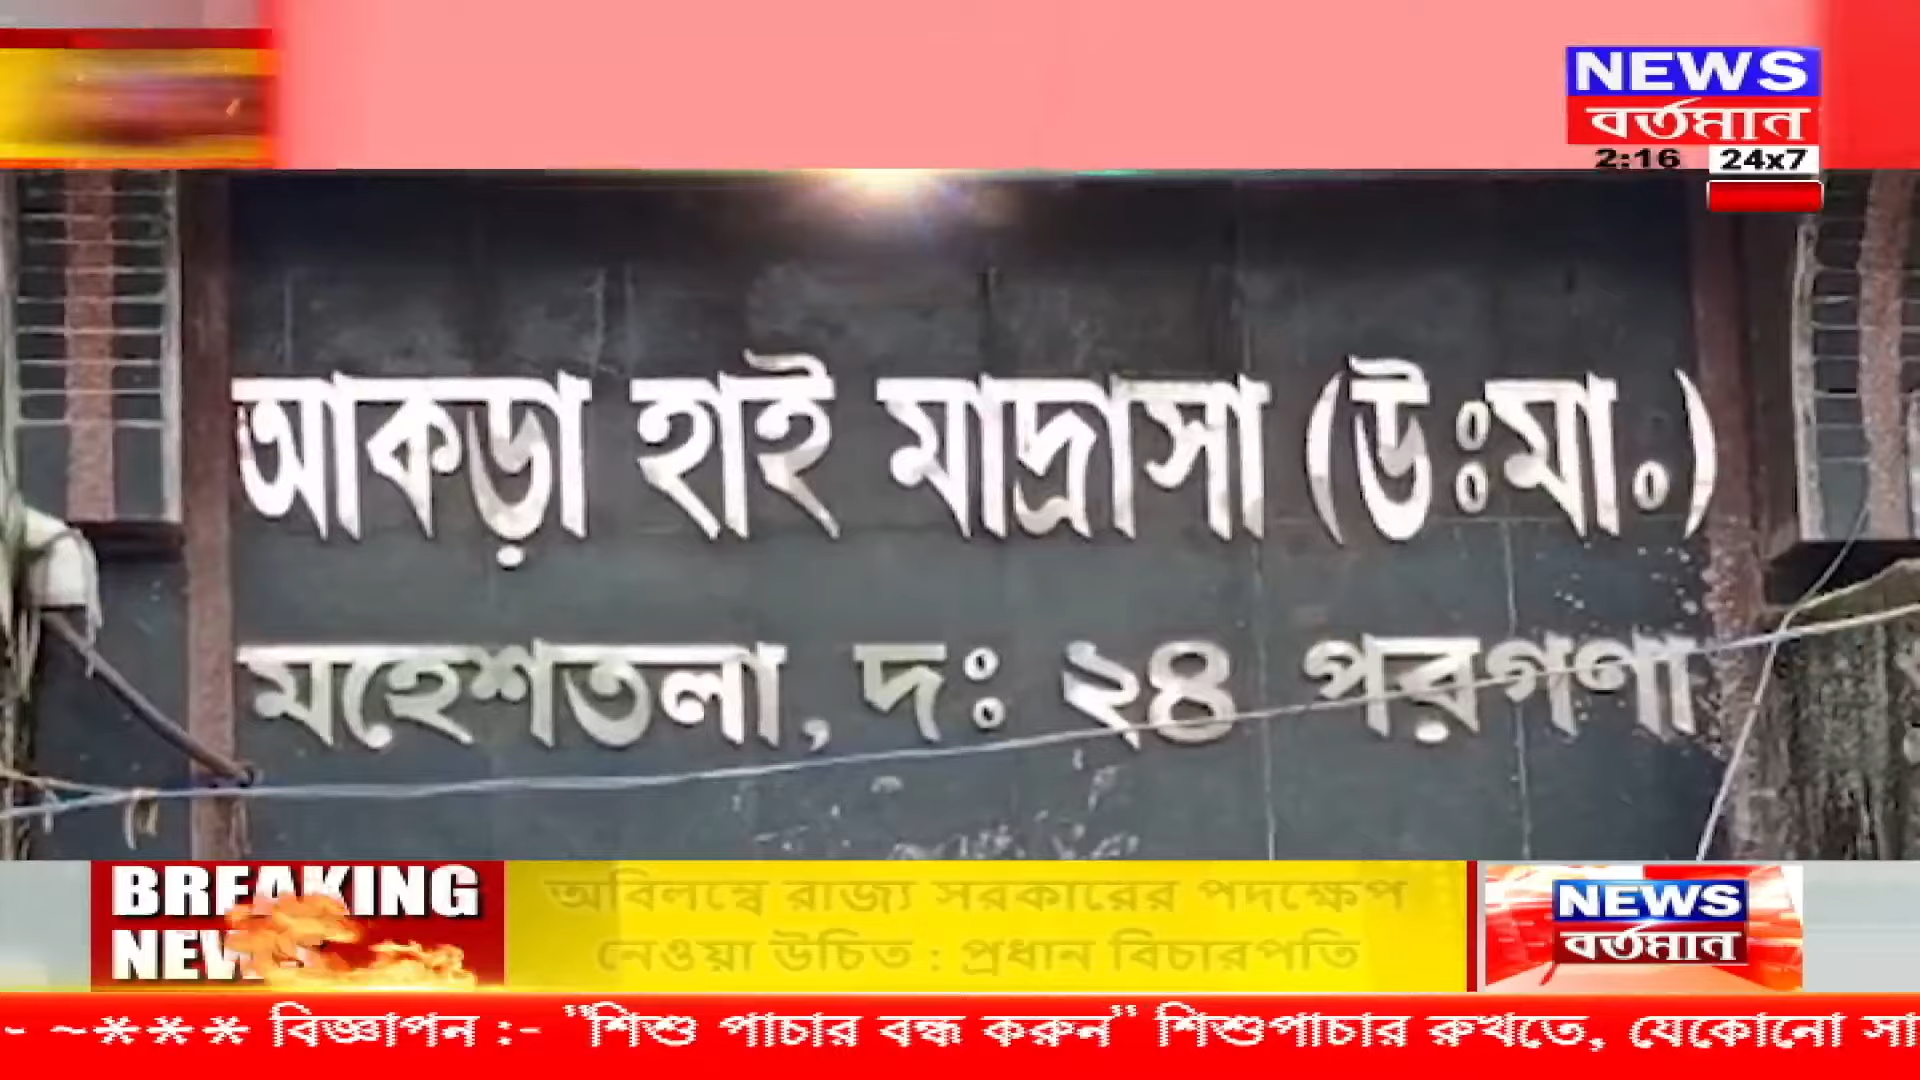 NEWS
বর্তমান
2:16 24x7
আকড়া হাই মাদ্রাসা (উঃমা॰)
মহেশতলা, দঃ ২৪ পরগণা
BREAKING
NEWS
অবিলম্বে রাজ্য সরকারের পদক্ষেপ
নেওয়া উচিত : প্রধান বিচারপতি
NEWS
বর্তমান
~ ~*** বিজ্ঞাপন :- "শিশু পাচার বন্ধ করুন" শিশুপাচার রুখতে, যেকোনো সা